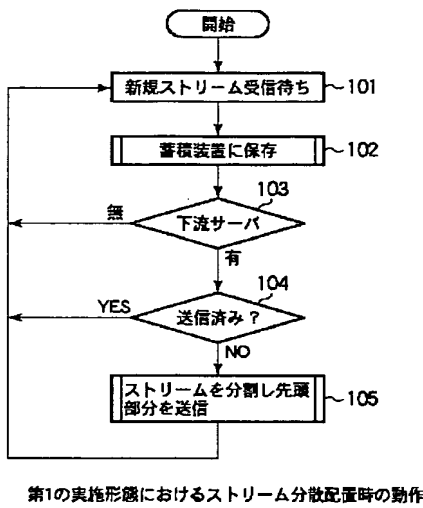 開始
新規ストリーム受信待ち
101
蓄積装置に保存
102
103
下流サーバ
無
有
104
YES
送信済み?
NO
ストリームを分割し先頭
部分を送信
105
第1の実施形態におけるストリーム分散配置時の動作